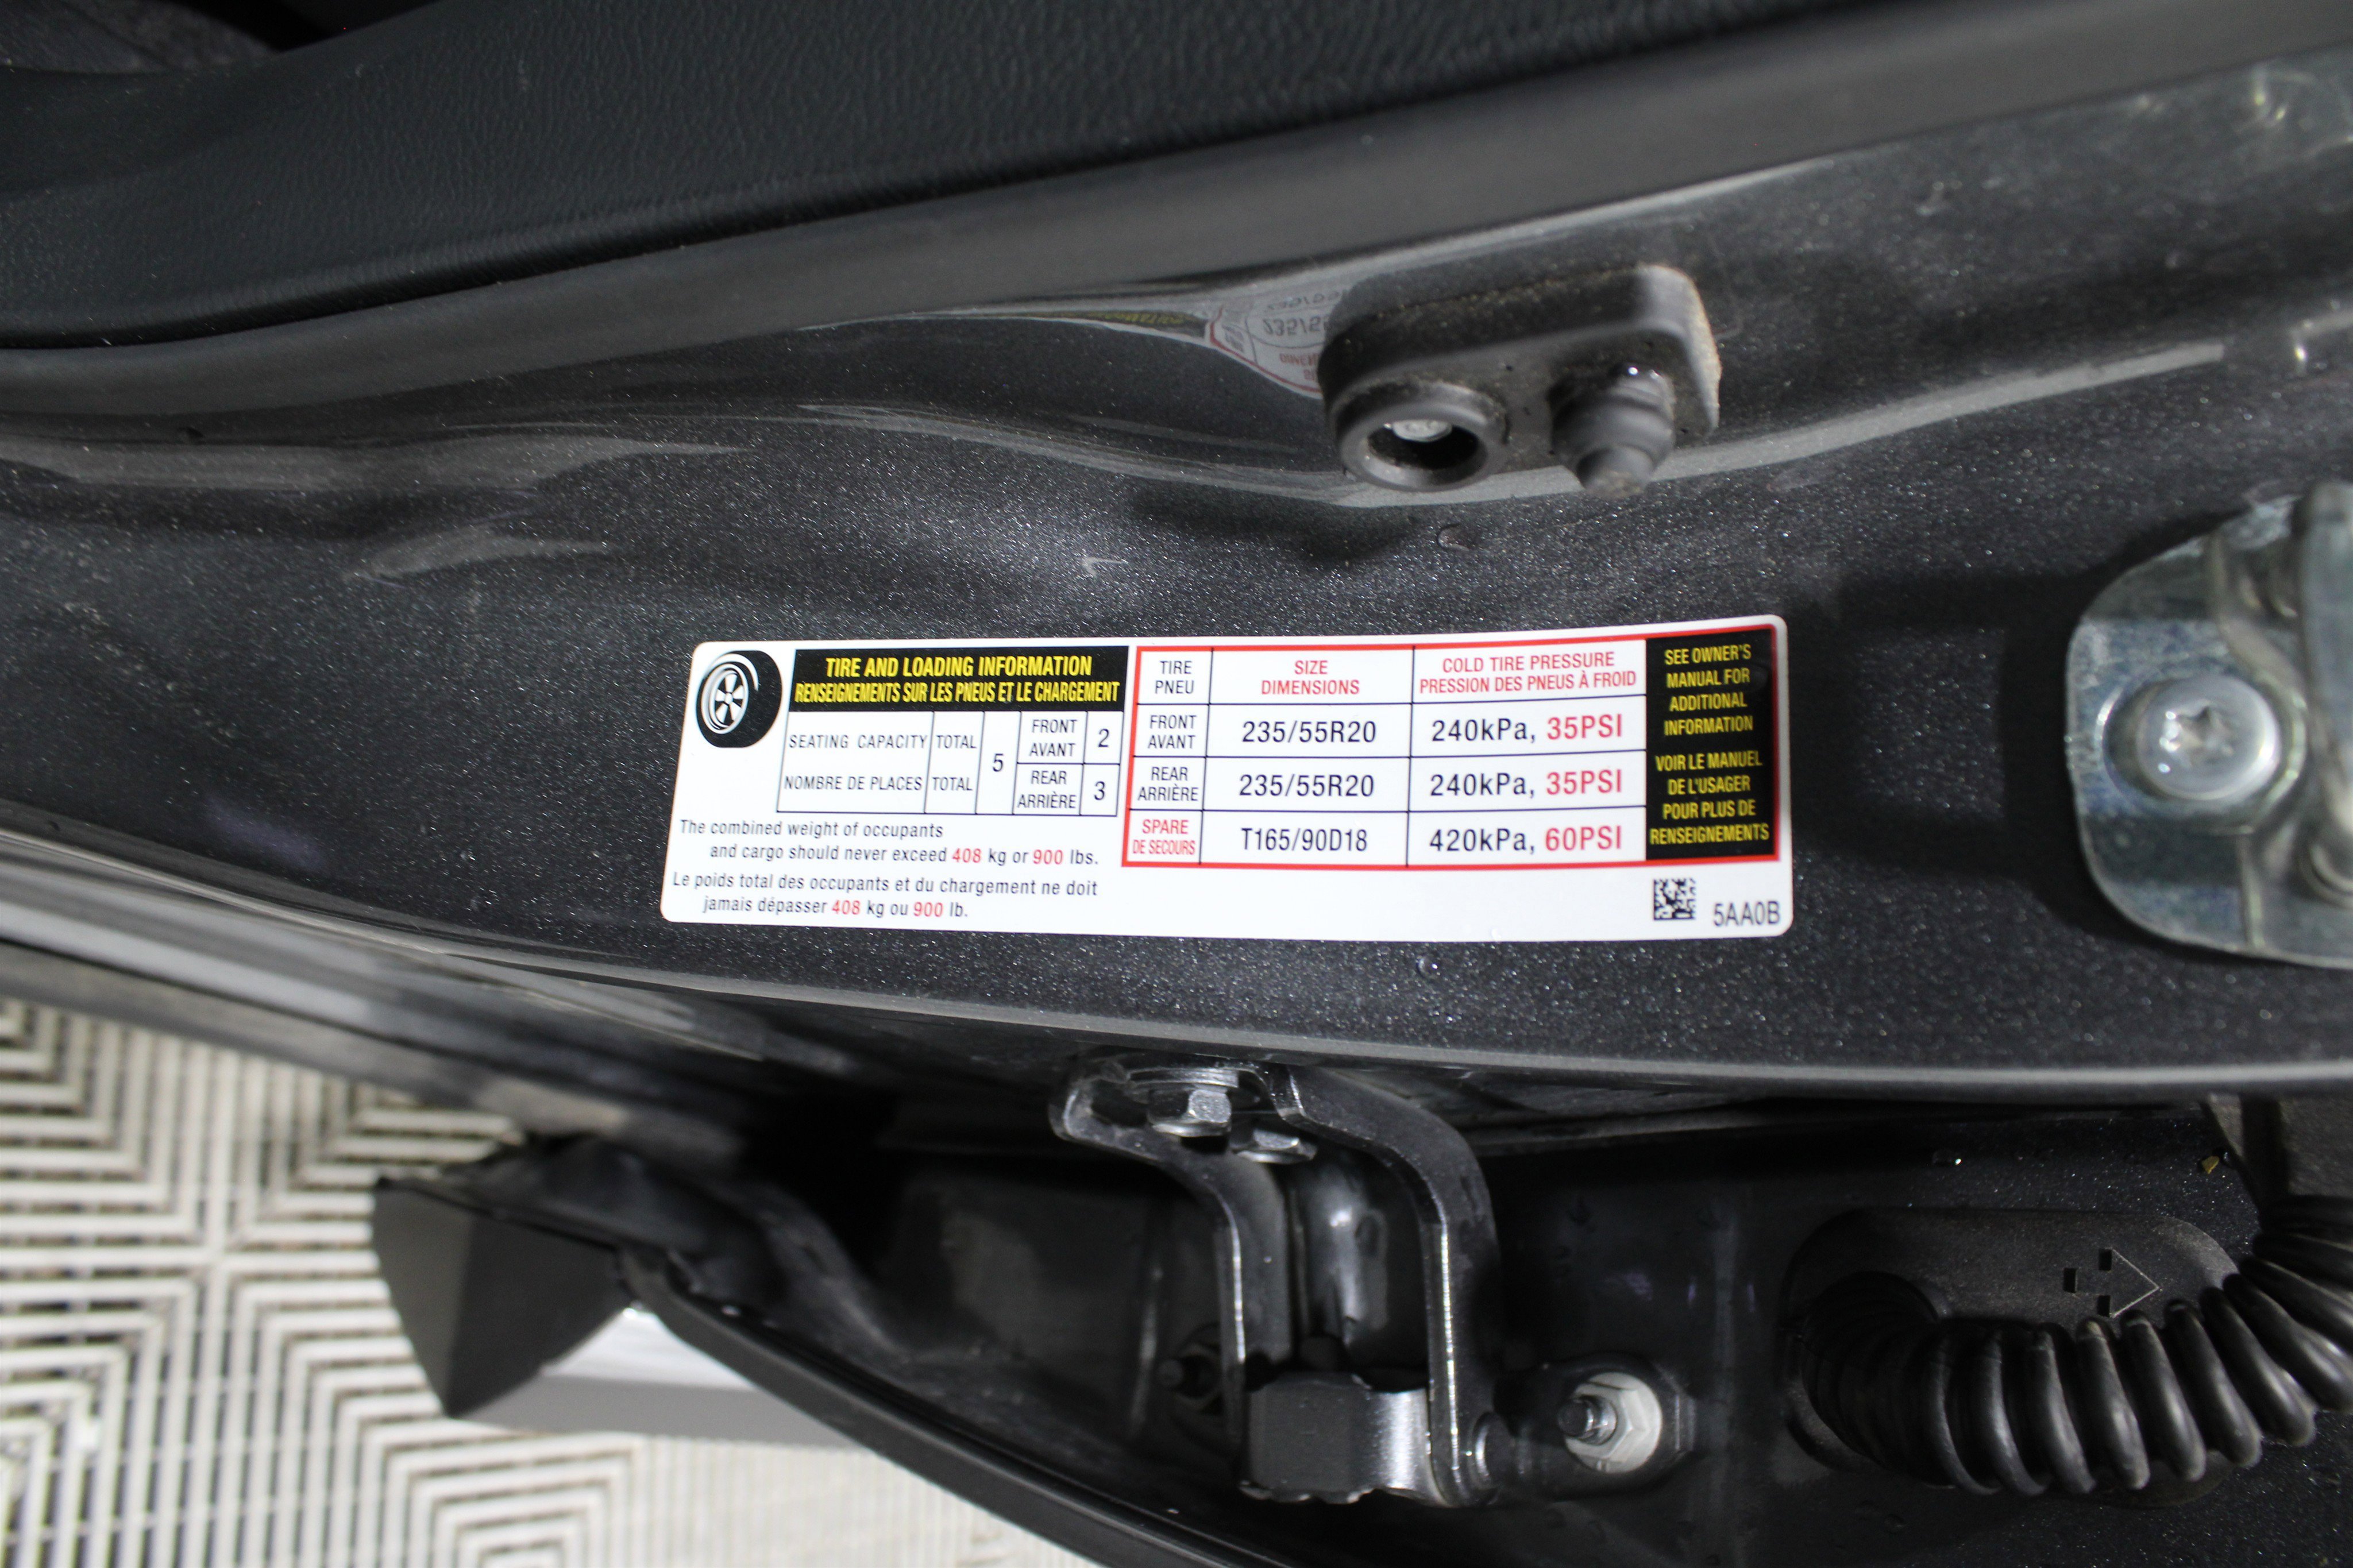 TIRE AND LOADING INFORMATION
RENSEIGNEMENTS SUR LES PNEUS ET LE CHARGEMENT
SEATING CAPACITY TOTAL
NOMBRE DE PLACES TOTAL
5
FRONT
AVANT
2
REAR
ARRIÈRE
3
The combined weight of occupants
and cargo should never exceed 408 kg or 900 lbs.
Le poids total des occupants et du chargement ne doit
jamais dépasser 408 kg ou 900 lb.
TIRE
PNEU
SIZE
DIMENSIONS
COLD TIRE PRESSURE
PRESSION DES PNEUS À FROID
FRONT
AVANT
235/55R20
240kPa, 35PSI
REAR
ARRIÈRE
235/55R20
240kPa, 35PSI
SPARE
DE SECOURS
T165/90D18
420kPa, 60PSI
SEE OWNER'S
MANUAL FOR
ADDITIONAL
INFORMATION
VOIR LE MANUEL
DE L'USAGER
POUR PLUS DE
RENSEIGNEMENTS
5AA0B